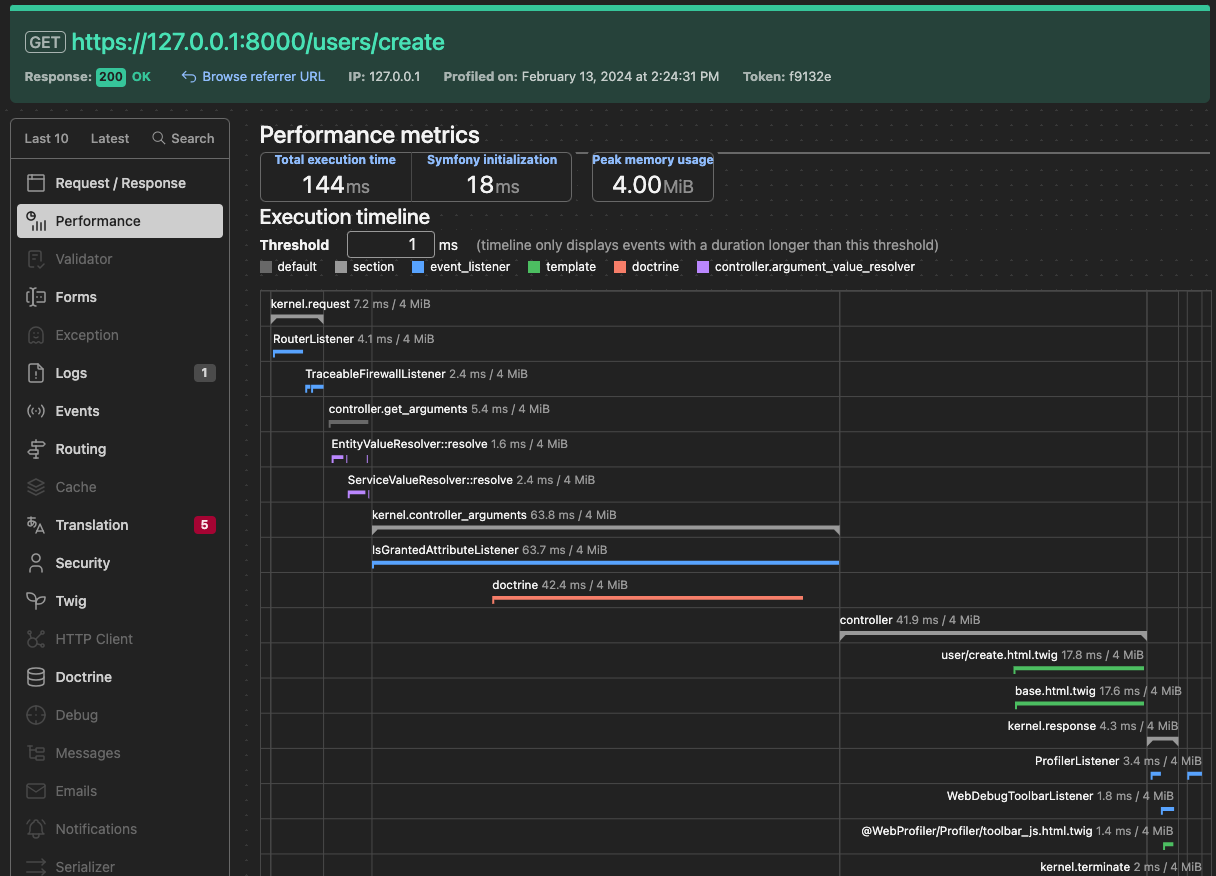 GET https://127.0.0.1:8000/users/create
Response: 200 OK Browse referrer URL IP: 127.0.0.1 Profiled on: February 13, 2024 at 2:24:31 PM Token: f9132e
Last 10 Latest Search
Request / Response
Performance
Validator
Forms
Exception
Logs 1
Events
Routing
Cache
Translation 5
Security
Twig
HTTP Client
Doctrine
Debug
Messages
Emails
Notifications
Serializer
Performance metrics
Total execution time Symfony initialization Peak memory usage
144 ms 18 ms 4.00 MiB
Execution timeline
Threshold 1 ms (timeline only displays events with a duration longer than this threshold)
default section event_listener template doctrine controller.argument_value_resolver
kernel.request 7.2 ms / 4 MiB
RouterListener 4.1 ms / 4 MiB
TraceableFirewallListener 2.4 ms / 4 MiB
controller.get_arguments 5.4 ms / 4 MiB
EntityValueResolver::resolve 1.6 ms / 4 MiB
ServiceValueResolver::resolve 2.4 ms / 4 MiB
kernel.controller_arguments 63.8 ms / 4 MiB
IsGrantedAttributeListener 63.7 ms / 4 MiB
doctrine 42.4 ms / 4 MiB
controller 41.9 ms / 4 MiB
user/create.html.twig 17.8 ms / 4 MiB
base.html.twig 17.6 ms / 4 MiB
kernel.response 4.3 ms / 4 MiB
ProfilerListener 3.4 ms / 4 MiB
WebDebugToolbarListener 1.8 ms / 4 MiB
@WebProfiler/Profiler/toolbar_js.html.twig 1.4 ms / 4 MiB
kernel.terminate 2 ms / 4 MiB